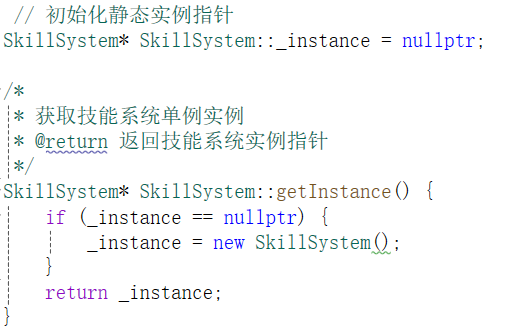 // 初始化静态实例指针
SkillSystem* SkillSystem::_instance = nullptr;
/*
* 获取技能系统单例实例
* @return 返回技能系统实例指针
*/
SkillSystem* SkillSystem::getInstance() {
if (_instance == nullptr) {
_instance = new SkillSystem();
}
return _instance;
}